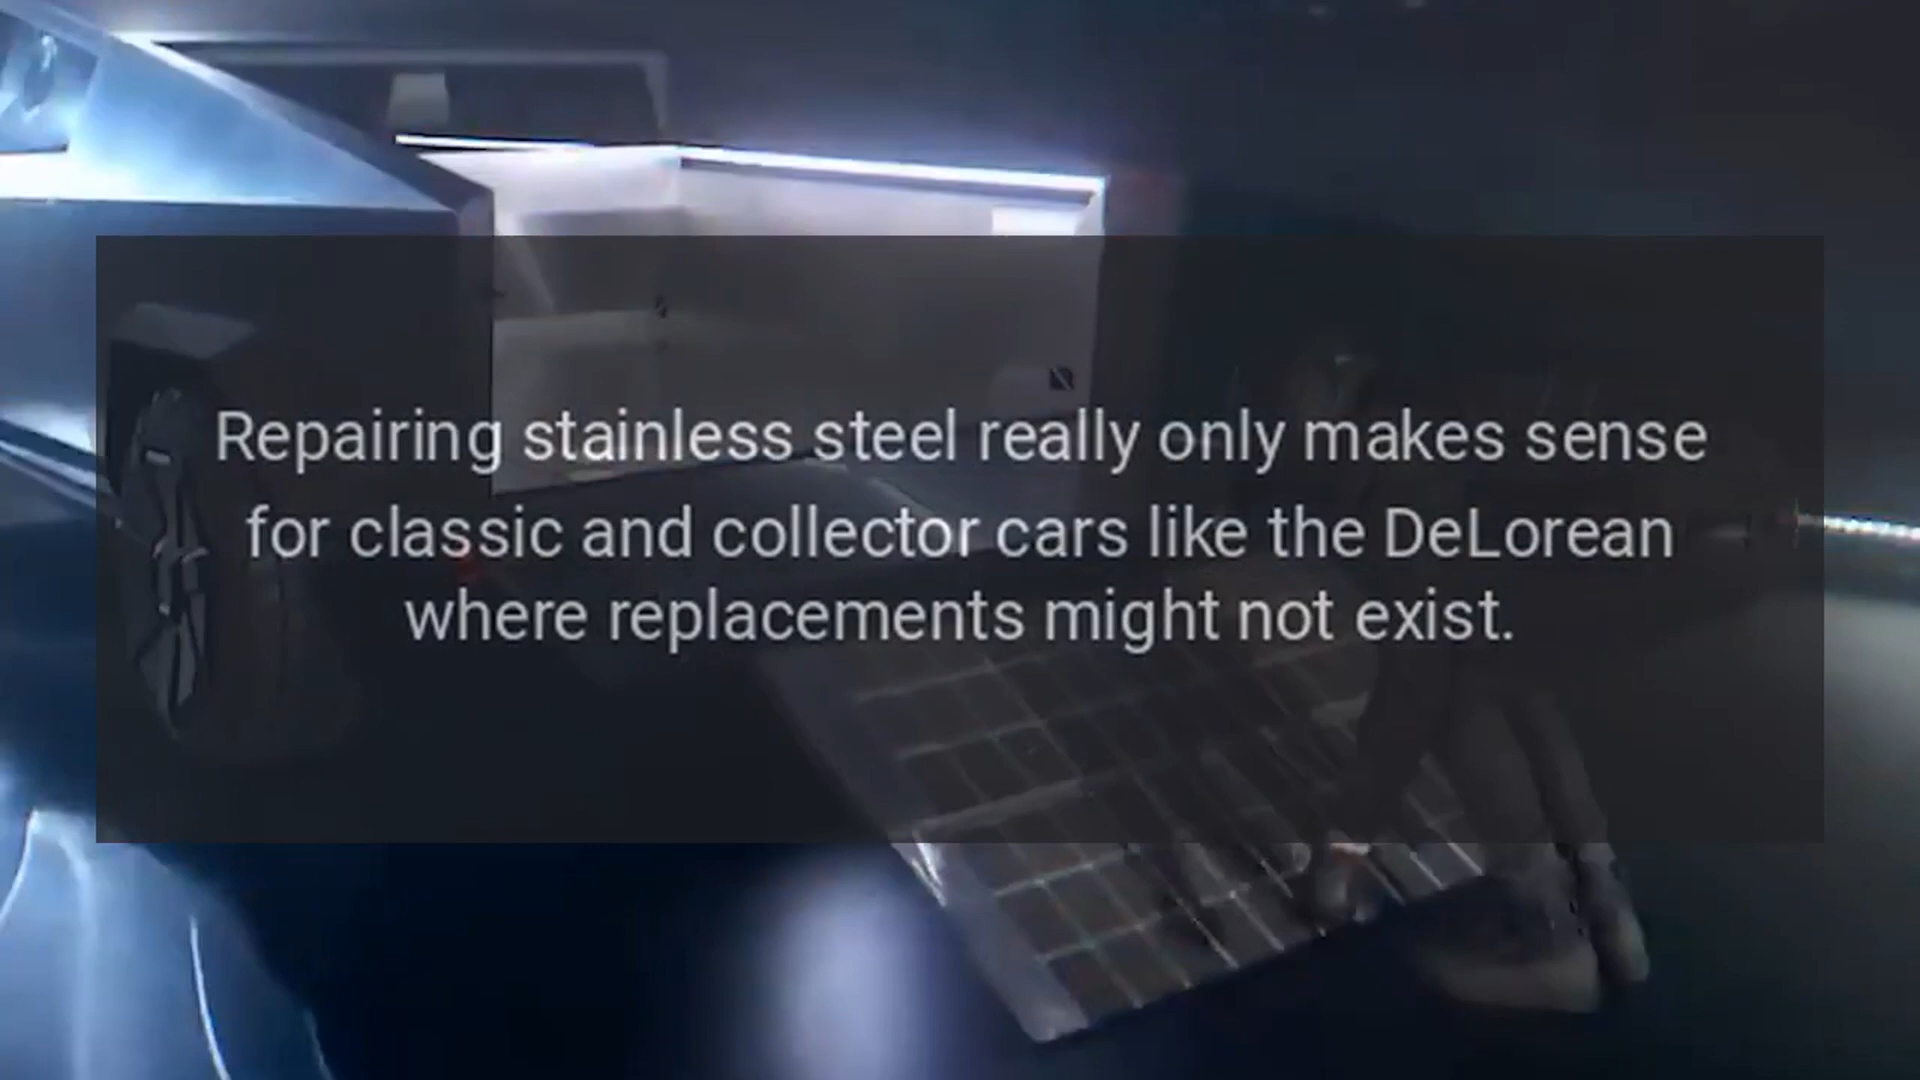 Repairing stainless steel really only makes sense
for classic and collector cars like the DeLorean
where replacements might not exist.